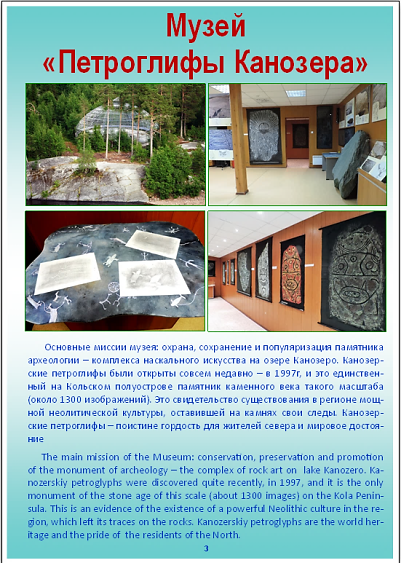 Музей
«Петроглифы Канозера»
Основные миссии музея: охрана, сохранение и популяризация памятника
археологии – комплекса наскального искусства на озере Канозеро. Канозер-
ские петроглифы были открыты совсем недавно – в 1997г, и это единствен-
ный на Кольском полуострове памятник каменного века такого масштаба
(около 1300 изображений). Это свидетельство существования в регионе мощ-
ной неолитической культуры, оставившей на камнях свои следы. Канозер-
ские петроглифы – поистине гордость для жителей севера и мировое достоя-
ние
The main mission of the Museum: conservation, preservation and promotion
of the monument of archeology – the complex of rock art on lake Kanozero. Ka-
nozerskiy petroglyphs were discovered quite recently, in 1997, and it is the only
monument of the stone age of this scale (about 1300 images) on the Kola Penin-
sula. This is an evidence of the existence of a powerful Neolithic culture in the re-
gion, which left its traces on the rocks. Kanozerskiy petroglyphs are the world her-
itage and the pride of the residents of the North.
3